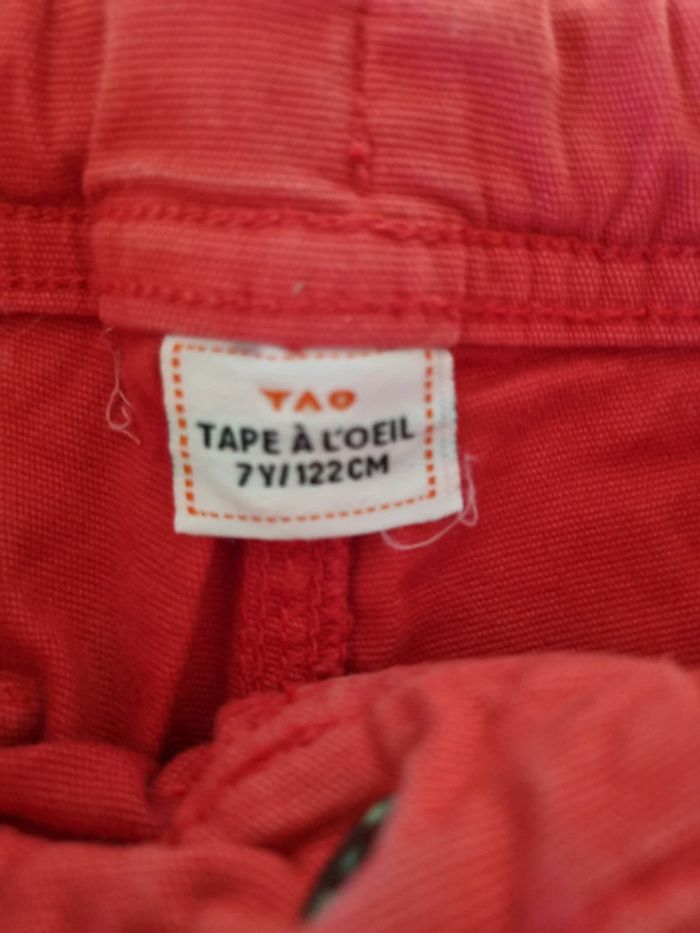 TAO
TAPE À L'OEIL
7Y/122CM